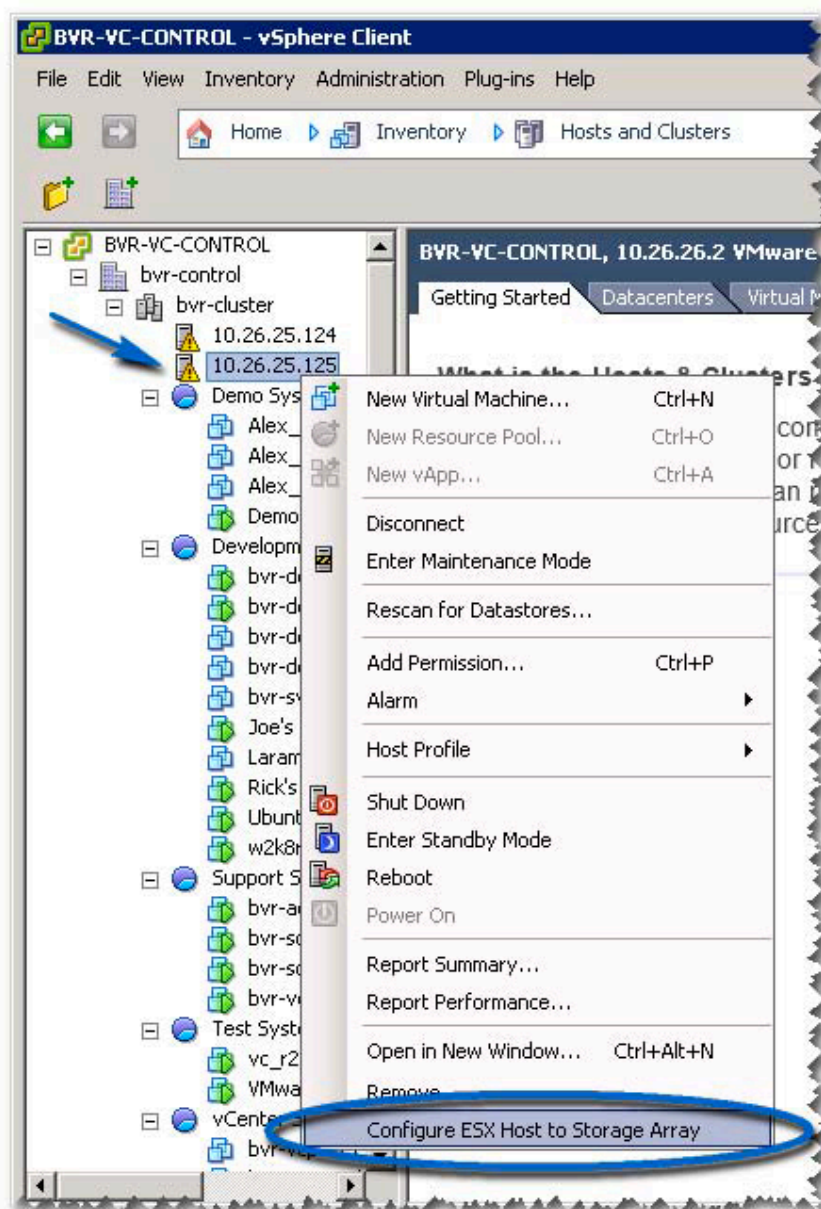 BVR-VC-CONTROL - vSphere Client
File Edit View Inventory Administration Plug-ins Help
Home Inventory Hosts and Clusters
BVR-VC-CONTROL
bvr-control
bvr-cluster
10.26.25.124
10.26.25.125
Demo Sys
Alex_
Alex_
Alex_
Demo
Developm
bvr-d
bvr-d
bvr-d
bvr-d
bvr-s
Joe's
Laram
Rick's
Ubunt
w2k8r
Support S
bvr-a
bvr-s
bvr-s
bvr-v
Test Syst
vc_r2
VMwa
vCenter
BVR-VC-CONTROL, 10.26.26.2 VMware
Getting Started Datacenters Virtual
What is the Hosts & Clusters
New Virtual Machine... Ctrl+N
New Resource Pool... Ctrl+O
New vApp... Ctrl+A
Disconnect
Enter Maintenance Mode
Rescan for Datastores...
Add Permission... Ctrl+P
Alarm
Host Profile
Shut Down
Enter Standby Mode
Reboot
Power On
Report Summary...
Report Performance...
Open in New Window... Ctrl+Alt+N
Remove
Configure ESX Host to Storage Array